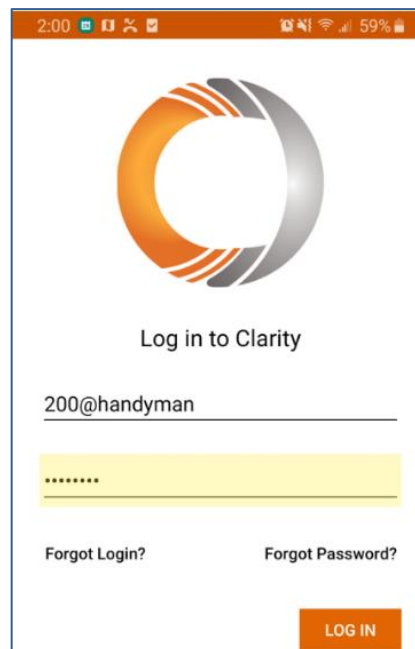 2:00 59%
Log in to Clarity
200@handyman
••••••••
Forgot Login? Forgot Password?
LOG IN